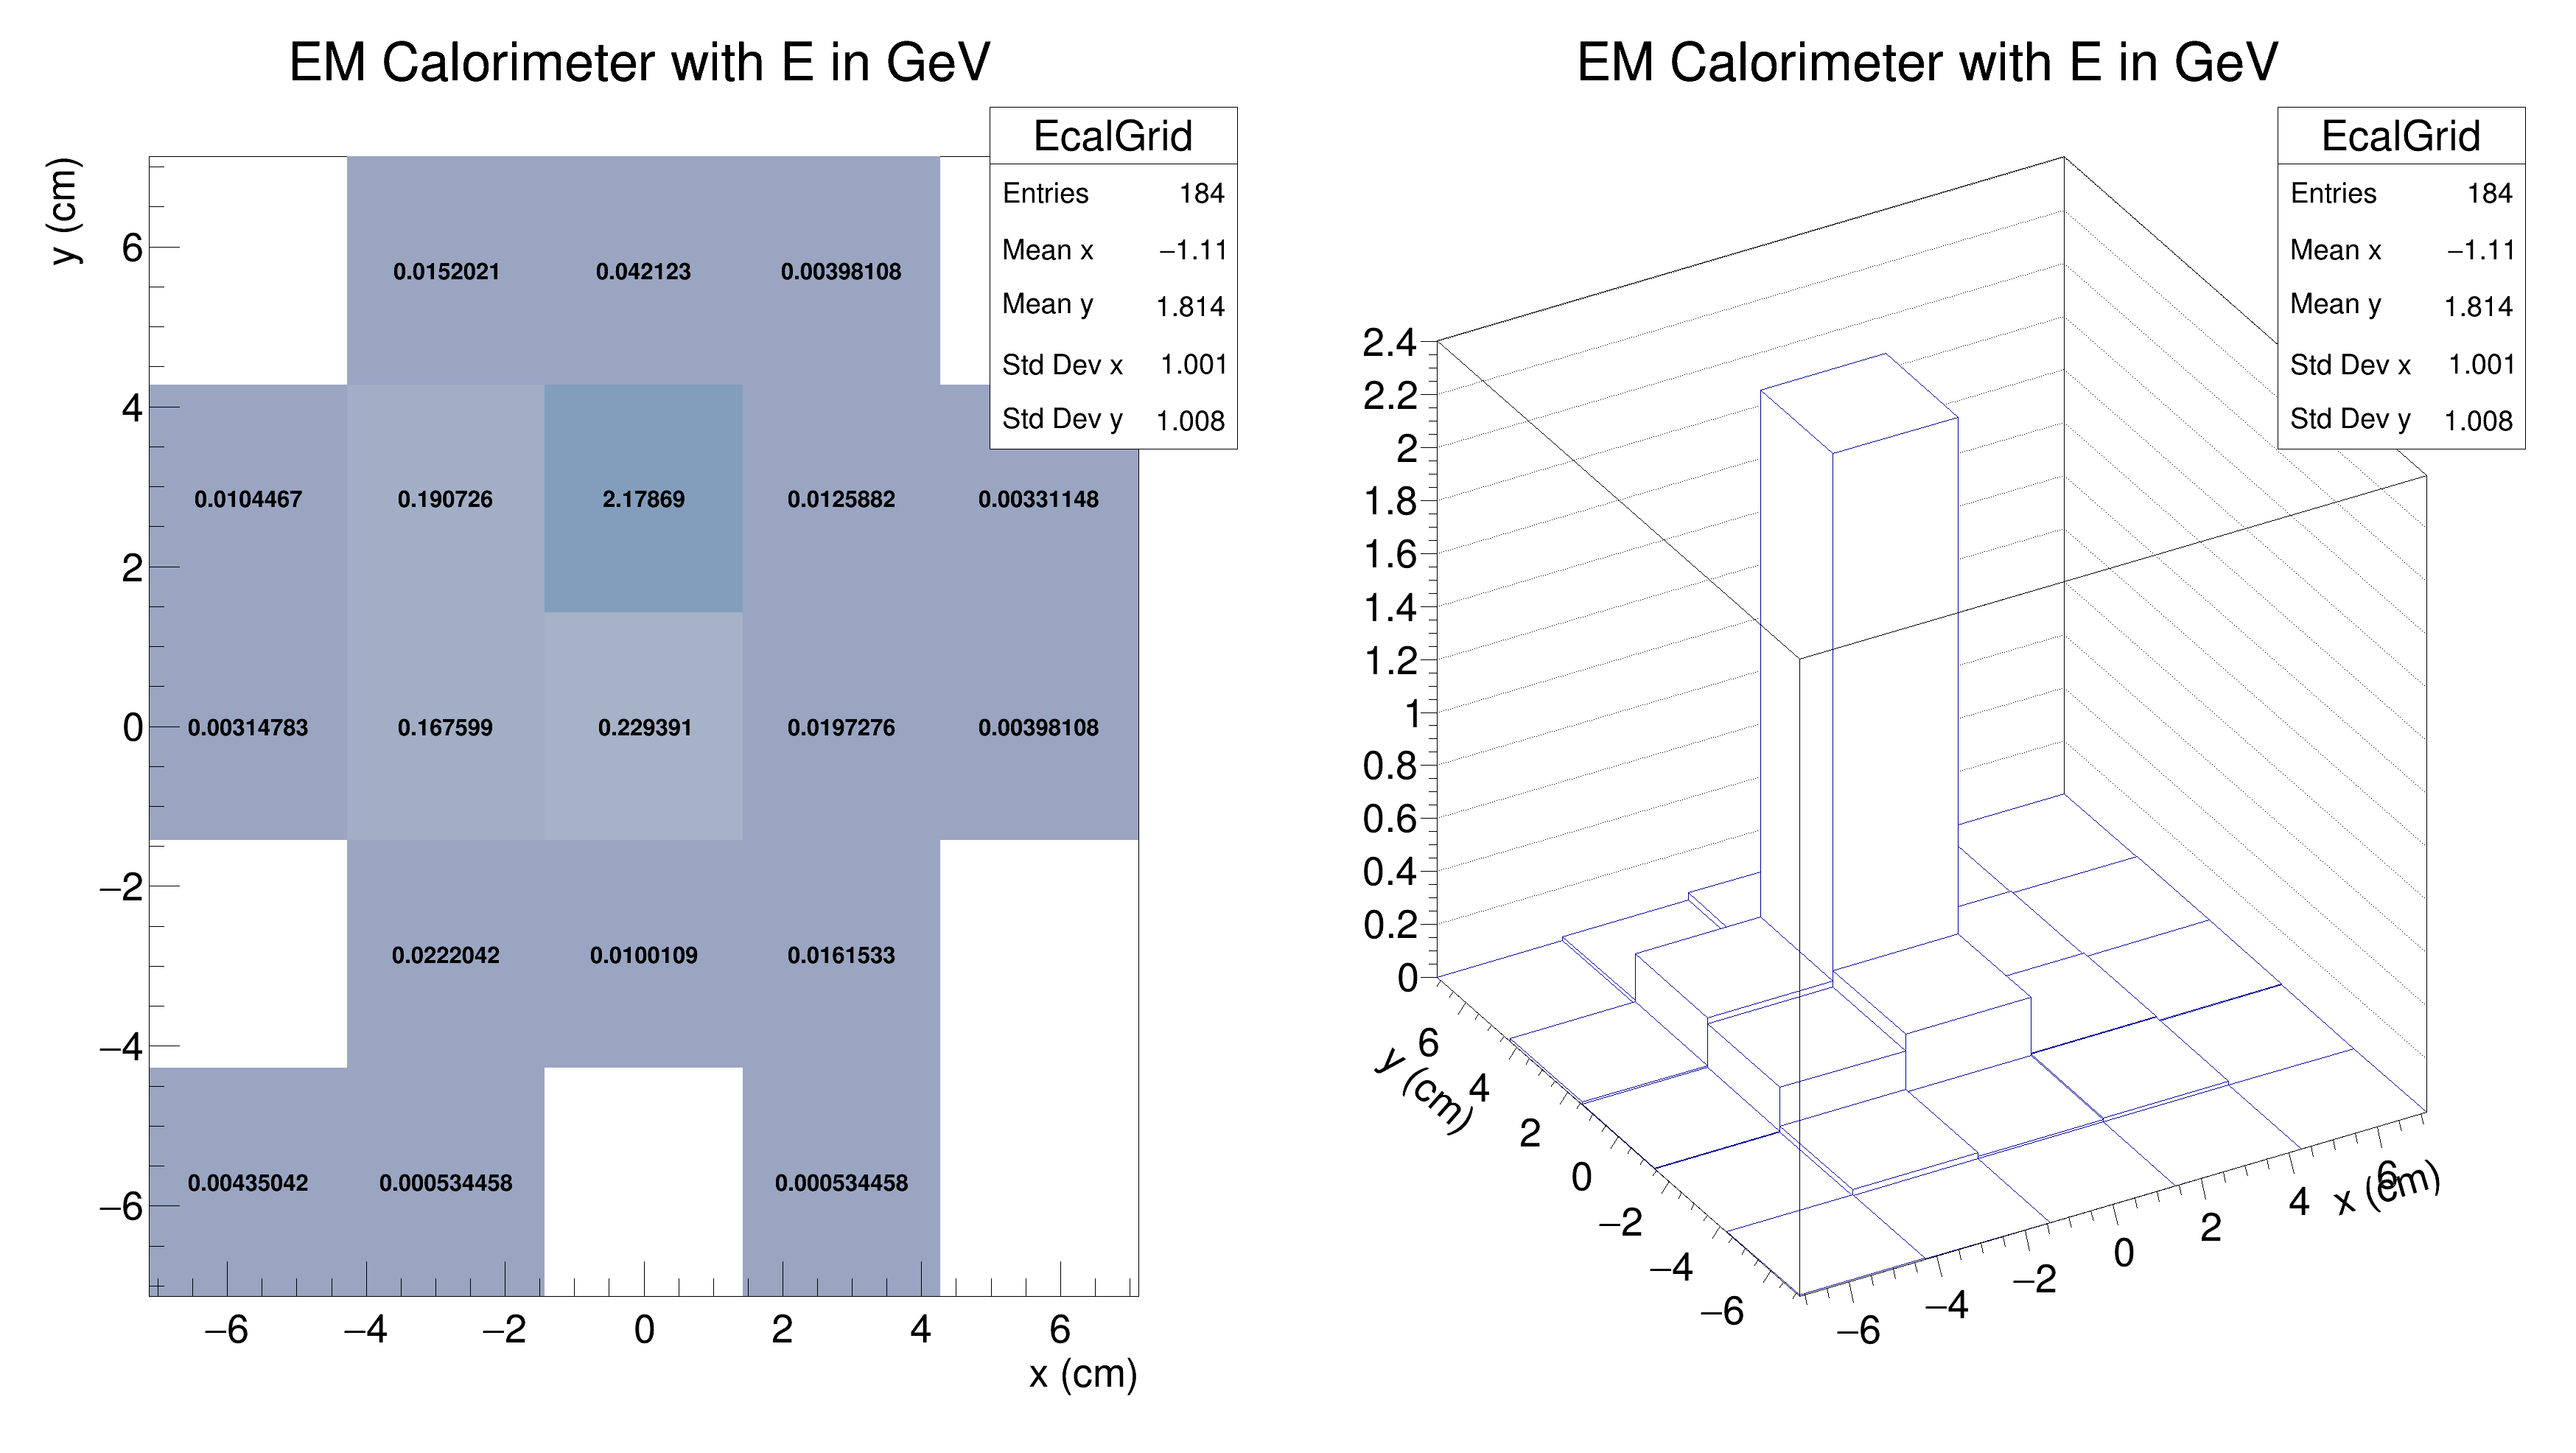 EM Calorimeter with E in GeV
EcalGrid
Entries 184
Mean x −1.11
Mean y 1.814
Std Dev x 1.001
Std Dev y 1.008
y (cm)
6
4
2
0
−2
−4
−6
0.0152021 0.042123 0.00398108
0.0104467 0.190726 2.17869 0.0125882 0.00331148
0.00314783 0.167599 0.229391 0.0197276 0.00398108
0.0222042 0.0100109 0.0161533
0.00435042 0.000534458 0.000534458
−6 −4 −2 0 2 4 6
x (cm)
EM Calorimeter with E in GeV
EcalGrid
Entries 184
Mean x −1.11
Mean y 1.814
Std Dev x 1.001
Std Dev y 1.008
2.4
2.2
2
1.8
1.6
1.4
1.2
1
0.8
0.6
0.4
0.2
0
y (cm)
6
4
2
0
−2
−4
−6
−6 −4 −2 0 2 4 6
x (cm)